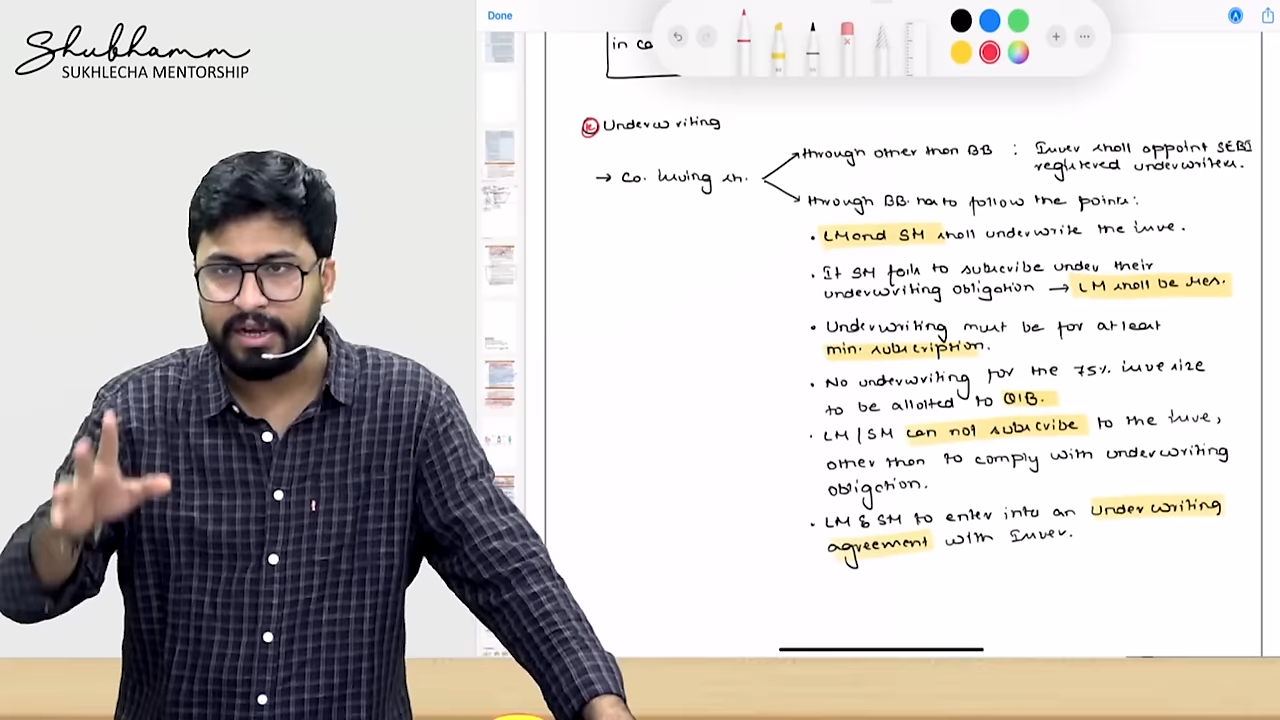 Shubhamm
SUKHLECHA MENTORSHIP
Done
in co
Underwriting
→ Co. issuing sh.
through other than BB : Issuer shall appoint SEBI
registered underwriters.
through BB. has to follow the points:
• LM and SM shall underwrite the issue.
• If SM fails to subscribe under their
underwriting obligation → LM shall be res.
• Underwriting must be for atleast
min. subscription.
• No underwriting for the 75% issue size
to be allotted to QIB.
• LM/SM can not subscribe to the issue,
other than to comply with underwriting
obligation.
• LM & SM to enter into an underwriting
agreement with Issuer.